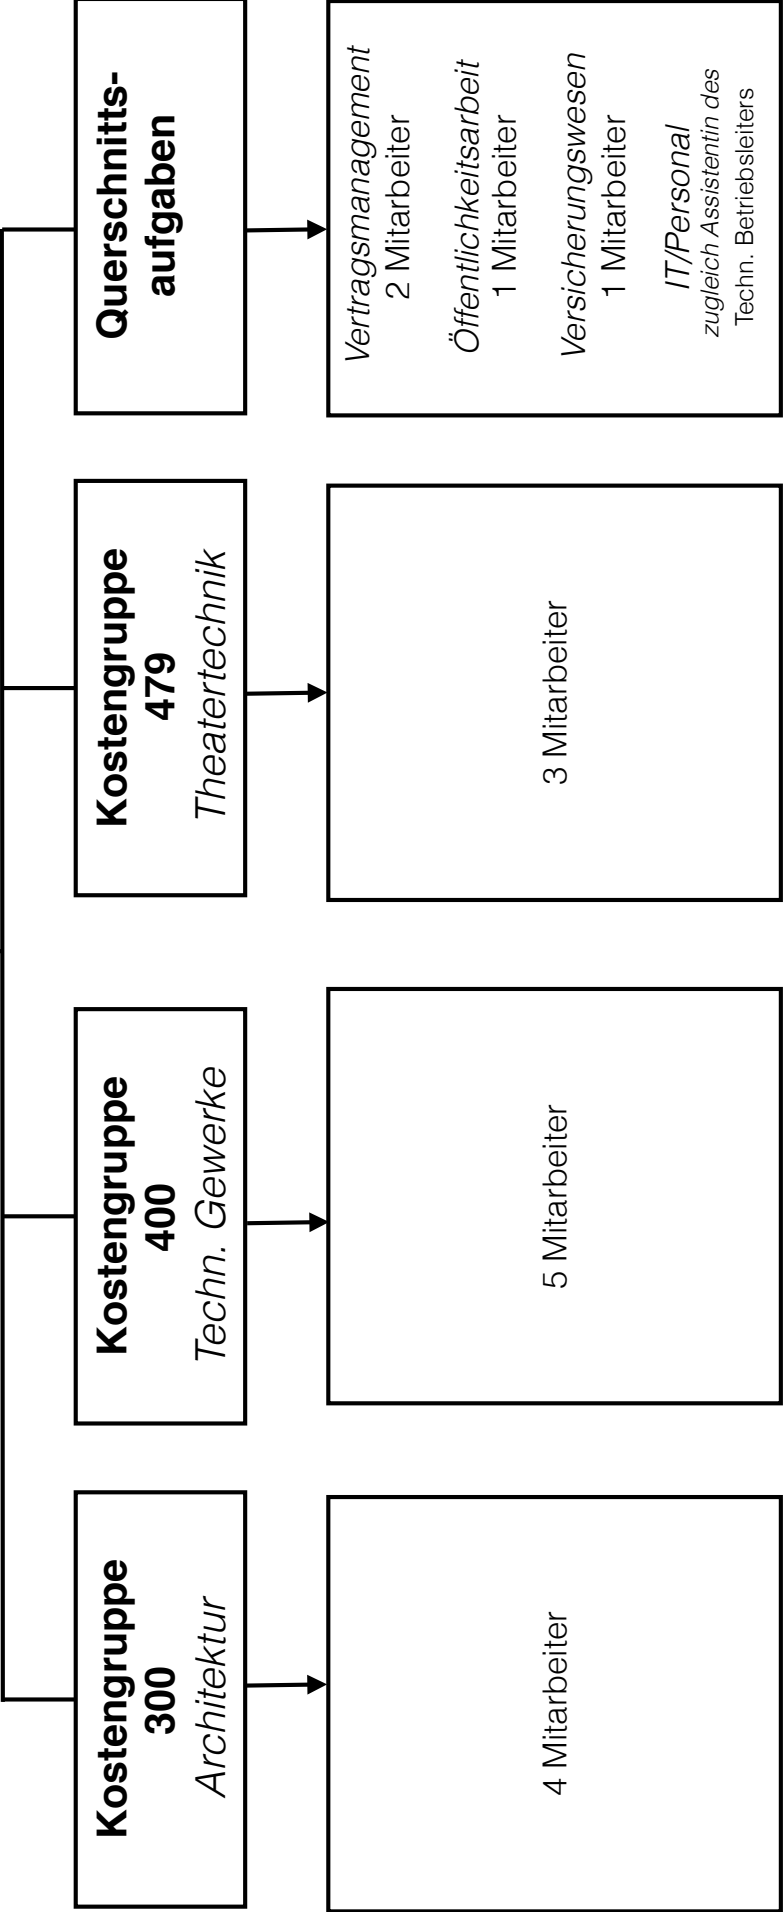 Kostengruppe
300
Architektur
4 Mitarbeiter
Kostengruppe
400
Techn. Gewerke
5 Mitarbeiter
Kostengruppe
479
Theatertechnik
3 Mitarbeiter
Querschnitts-
aufgaben
Vertragsmanagement
2 Mitarbeiter
Öffentlichkeitsarbeit
1 Mitarbeiter
Versicherungswesen
1 Mitarbeiter
IT/Personal
zugleich Assistentin des
Techn. Betriebsleiters